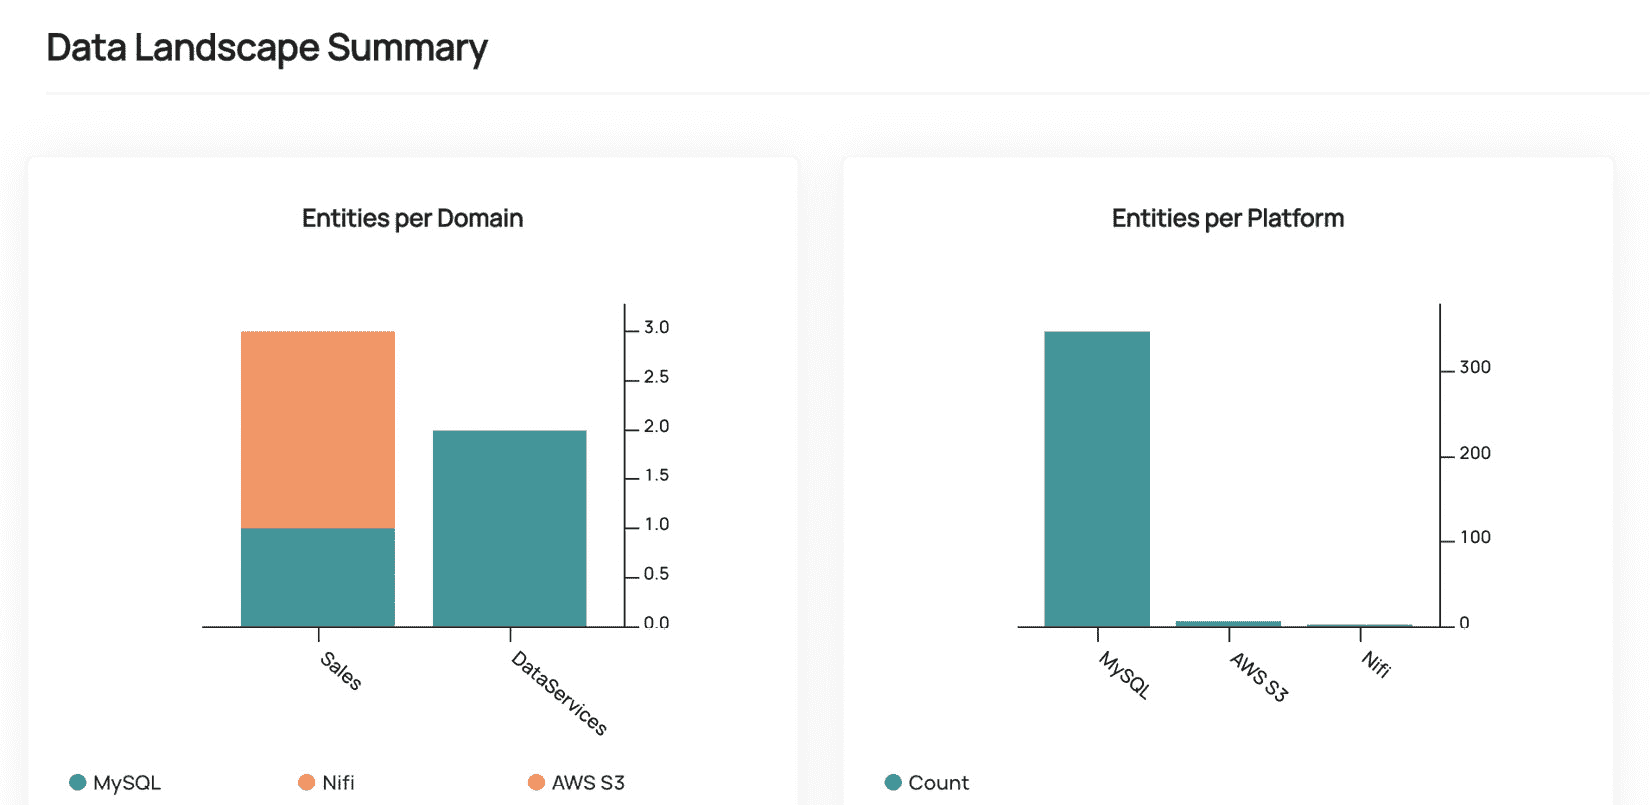 Data Landscape Summary
Entities per Domain
3.0
2.5
2.0
1.5
1.0
0.5
0.0
Sales
DataServices
MySQL
Nifi
AWS S3
Entities per Platform
300
200
100
0
MySQL
AWS S3
Nifi
Count